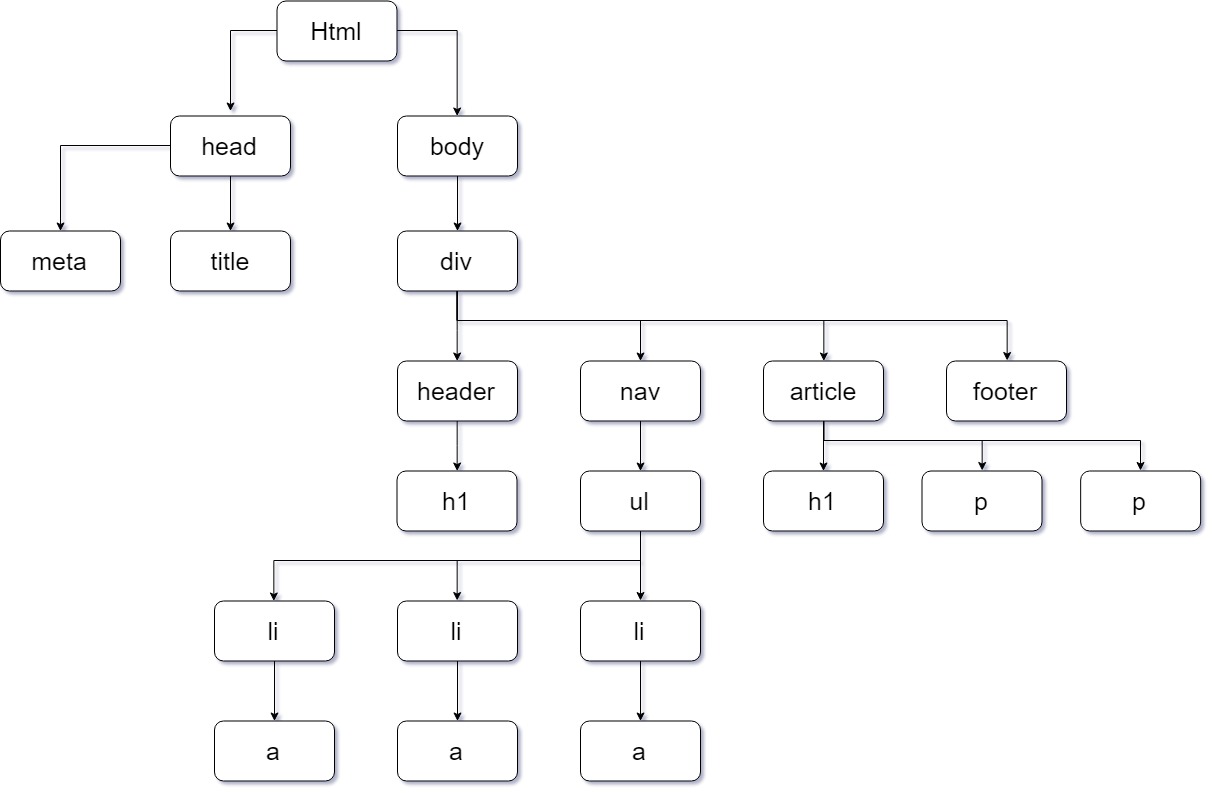 Html
head
body
meta
title
div
header
nav
article
footer
h1
ul
h1
p
p
li
li
li
a
a
a